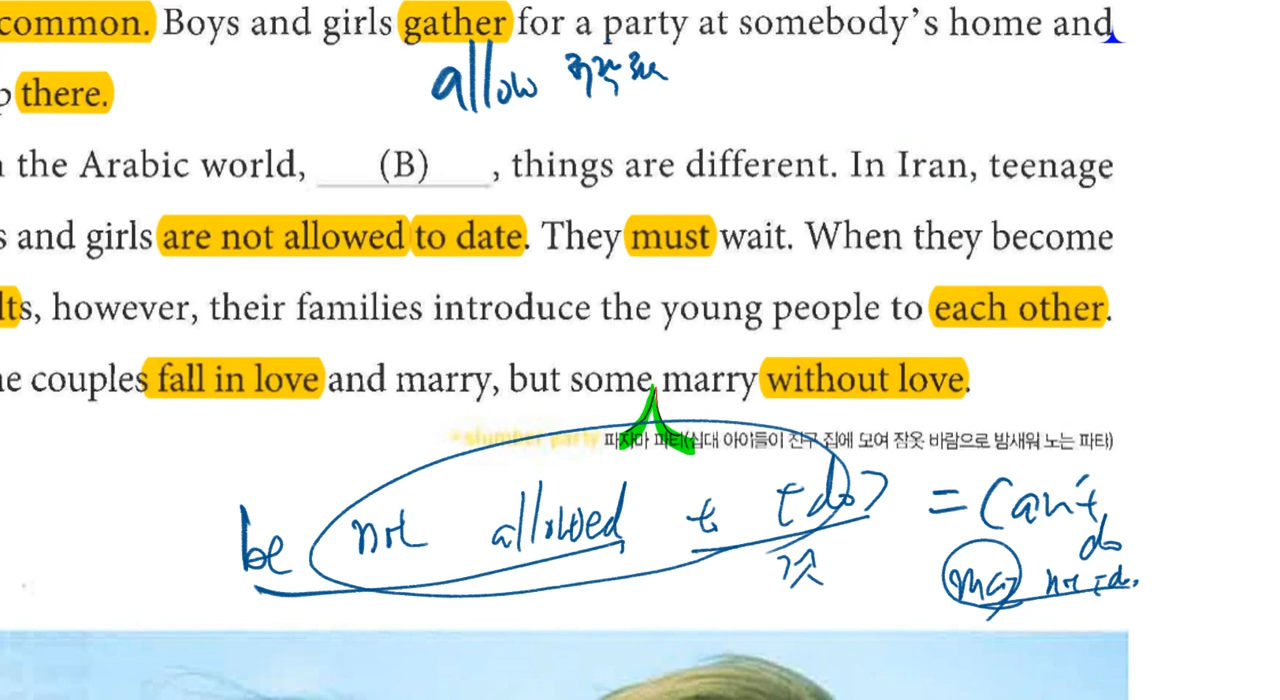 common. Boys and girls gather for a party at somebody's home and
allow
there.
the Arabic world, (B) , things are different. In Iran, teenage
s and girls are not allowed to date. They must wait. When they become
lts, however, their families introduce the young people to each other.
e couples fall in love and marry, but some marry without love.
*slumber party 파자마 파티(십대 아이들이 친구 집에 모여 잠옷 바람으로 밤새워 노는 파티)
be not allowed to (do) = can't do
may not do